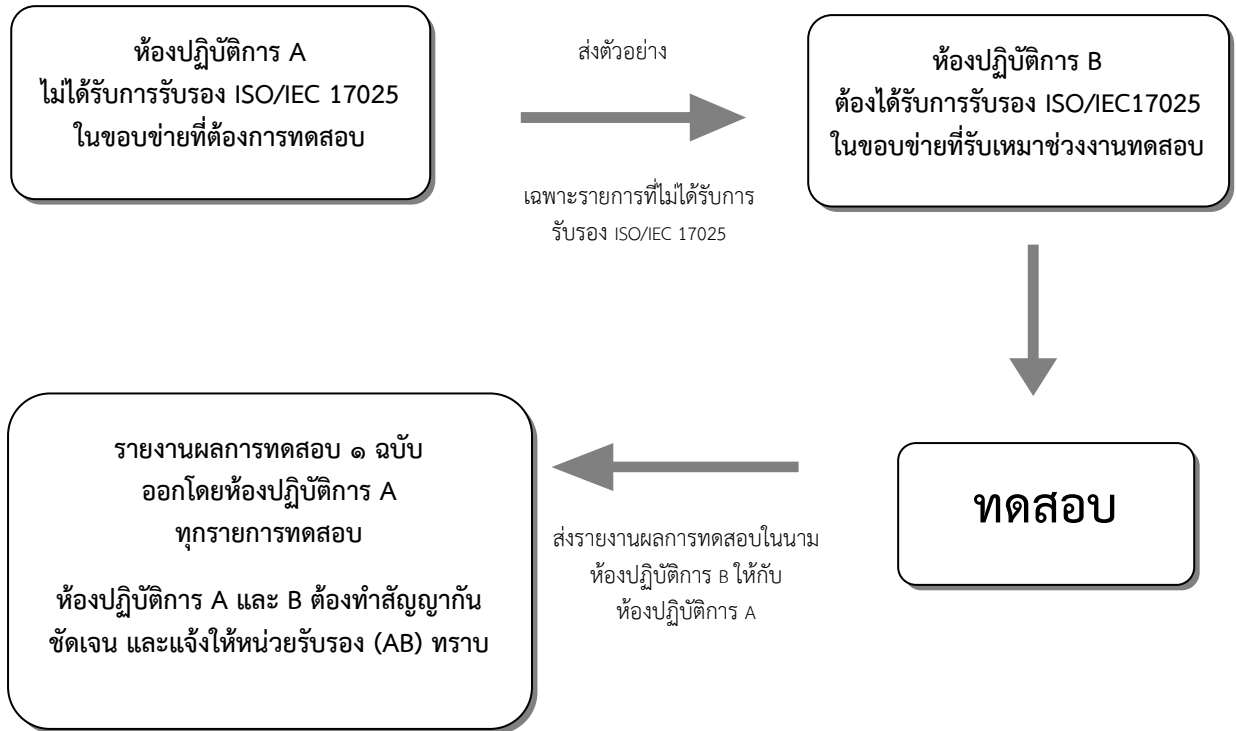 ห้องปฏิบัติการ A
ไม่ได้รับการรับรอง ISO/IEC 17025
ในขอบข่ายที่ต้องการทดสอบ
ส่งตัวอย่าง
เฉพาะรายการที่ไม่ได้รับการ
รับรอง ISO/IEC 17025
ห้องปฏิบัติการ B
ต้องได้รับการรับรอง ISO/IEC17025
ในขอบข่ายที่รับเหมาช่วงงานทดสอบ
ทดสอบ
ส่งรายงานผลการทดสอบในนาม
ห้องปฏิบัติการ B ให้กับ
ห้องปฏิบัติการ A
รายงานผลการทดสอบ ๑ ฉบับ
ออกโดยห้องปฏิบัติการ A
ทุกรายการทดสอบ
ห้องปฏิบัติการ A และ B ต้องทำสัญญากัน
ชัดเจน และแจ้งให้หน่วยรับรอง (AB) ทราบ